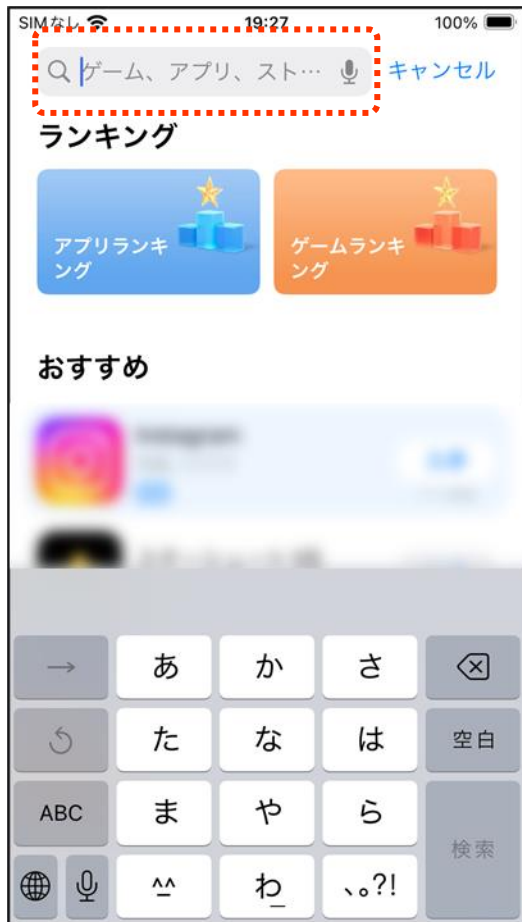 SIMなし 19:27 100%
ゲーム、アプリ、スト… キャンセル
ランキング
アプリランキ
ング
ゲームランキ
ング
おすすめ
Instagram
→ あ か さ
た な は 空白
ABC ま や ら
検索
^^ わ_ 、。?!